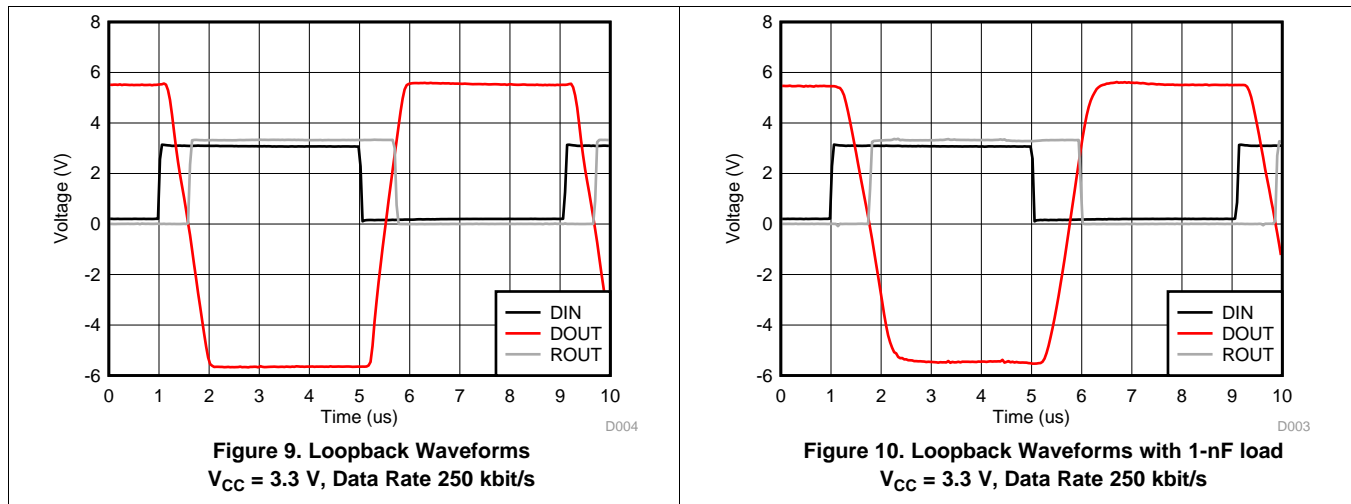 8
6
4
2
0
-2
-4
-6
Voltage (V)
0 1 2 3 4 5 6 7 8 9 10
Time (us)
DIN
DOUT
ROUT
D004
Figure 9. Loopback Waveforms
VCC = 3.3 V, Data Rate 250 kbit/s
8
6
4
2
0
-2
-4
-6
Voltage (V)
0 1 2 3 4 5 6 7 8 9 10
Time (us)
DIN
DOUT
ROUT
D003
Figure 10. Loopback Waveforms with 1-nF load
VCC = 3.3 V, Data Rate 250 kbit/s